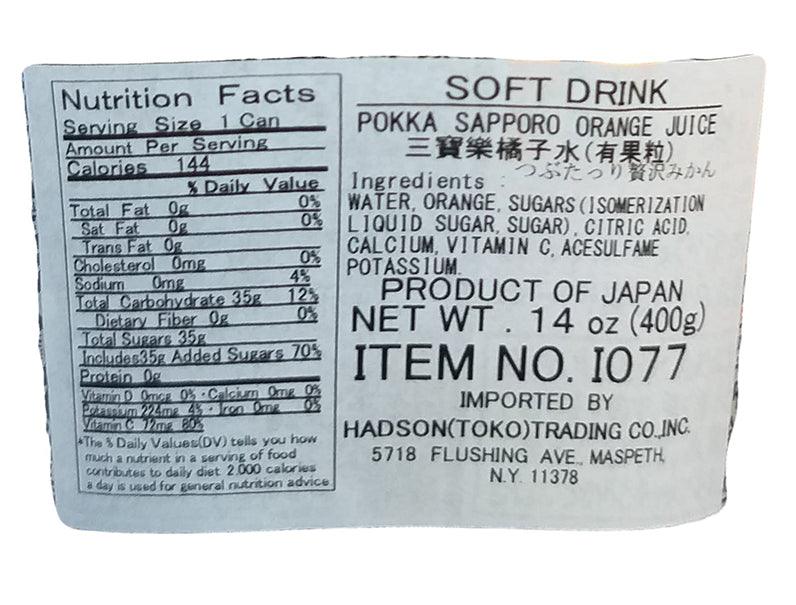 Nutrition Facts
Serving Size 1 Can
Amount Per Serving
Calories 144
% Daily Value
Total Fat 0g 0%
Sat Fat 0g 0%
Trans Fat 0g
Cholesterol 0mg 0%
Sodium 0mg 4%
Total Carbohydrate 35g 12%
Dietary Fiber 0g 0%
Total Sugars 35g
Includes35g Added Sugars 70%
Protein 0g
Vitamin D 0mcg 0% · Calcium 0mg 0%
Potassium 224mg 4% · Iron 0mg 0%
Vitamin C 72mg 80%
*The % Daily Values(DV) tells you how
much a nutrient in a serving of food
contributes to daily diet 2,000 calories
a day is used for general nutrition advice
SOFT DRINK
POKKA SAPPORO ORANGE JUICE
三寶樂橘子水(有果粒)
つぶたっり贅沢みかん
Ingredients :
WATER, ORANGE, SUGARS (ISOMERIZATION
LIQUID SUGAR, SUGAR), CITRIC ACID,
CALCIUM, VITAMIN C, ACESULFAME
POTASSIUM.
PRODUCT OF JAPAN
NET WT. 14 oz (400g)
ITEM NO. I077
IMPORTED BY
HADSON(TOKO)TRADING CO.,INC.
5718 FLUSHING AVE., MASPETH,
N.Y. 11378